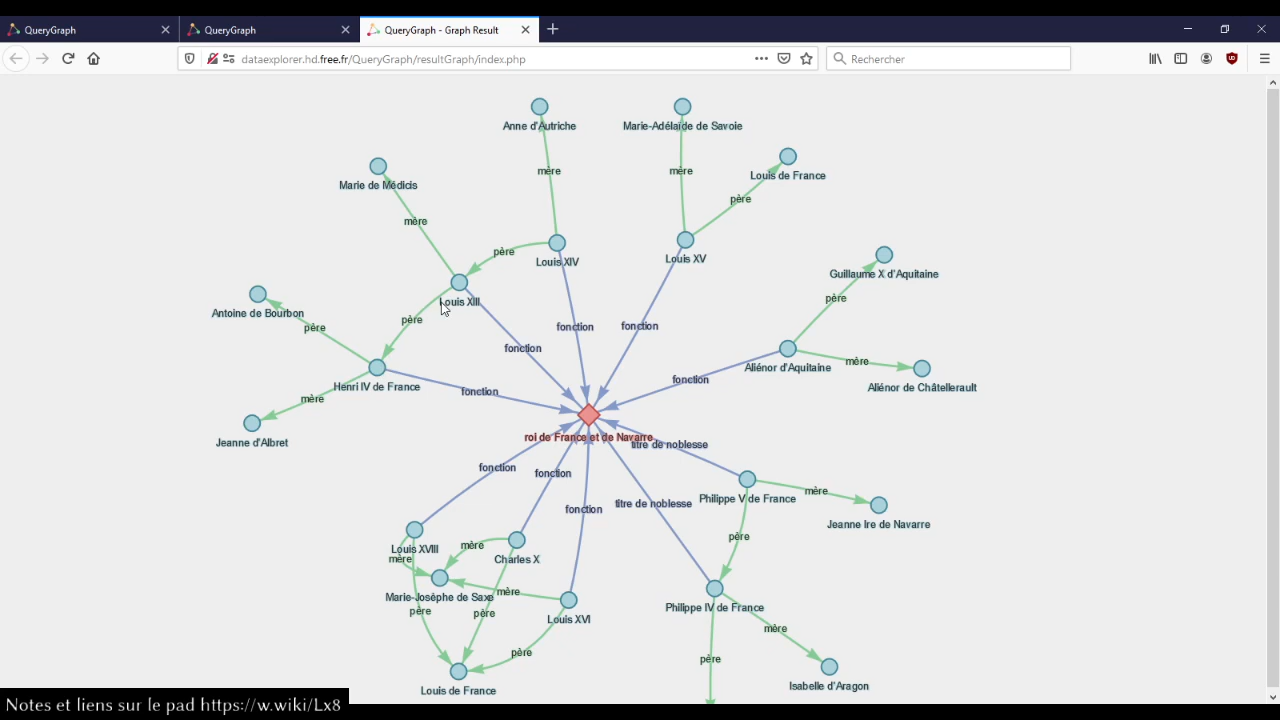 QueryGraph
QueryGraph
QueryGraph - Graph Result
dataexplorer.hd.free.fr/QueryGraph/resultGraph/index.php
Rechercher
Anne d'Autriche
Marie-Adélaïde de Savoie
mère
mère
Louis de France
Marie de Médicis
père
mère
père
Louis XIV
Louis XV
Guillaume X d'Aquitaine
père
Louis XIII
Antoine de Bourbon
père
père
fonction
fonction
fonction
Aliénor d'Aquitaine
mère
Aliénor de Châtellerault
Henri IV de France
fonction
fonction
mère
Jeanne d'Albret
roi de France et de Navarre
titre de noblesse
fonction
fonction
fonction
titre de noblesse
Philippe V de France
mère
Jeanne Ire de Navarre
père
Louis XVIII
mère
mère
Charles X
Marie-Josèphe de Saxe
mère
père
père
Louis XVI
Philippe IV de France
mère
père
père
Isabelle d'Aragon
Louis de France
Notes et liens sur le pad https://w.wiki/Lx8